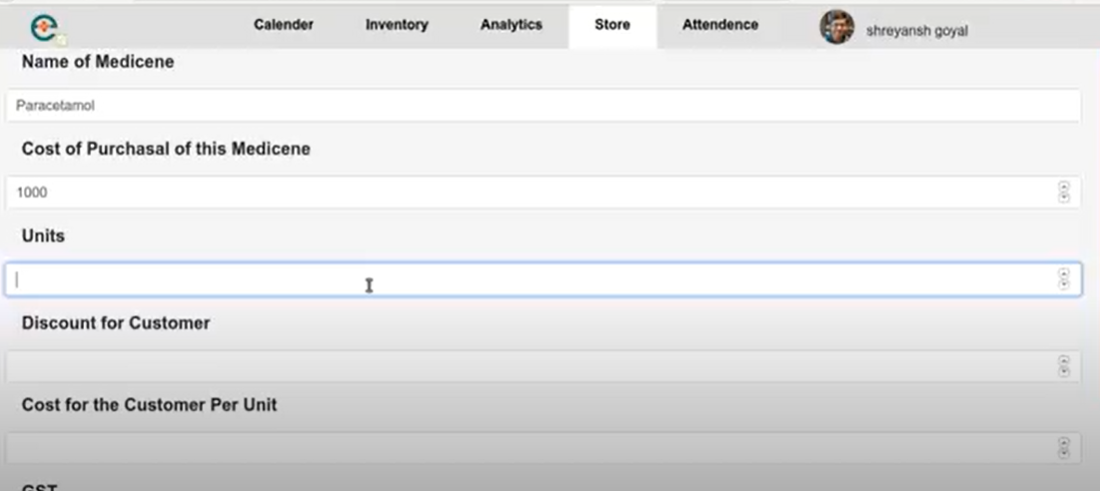 Calender Inventory Analytics Store Attendence shreyansh goyal
Name of Medicene
Paracetamol
Cost of Purchasal of this Medicene
1000
Units
Discount for Customer
Cost for the Customer Per Unit
GST